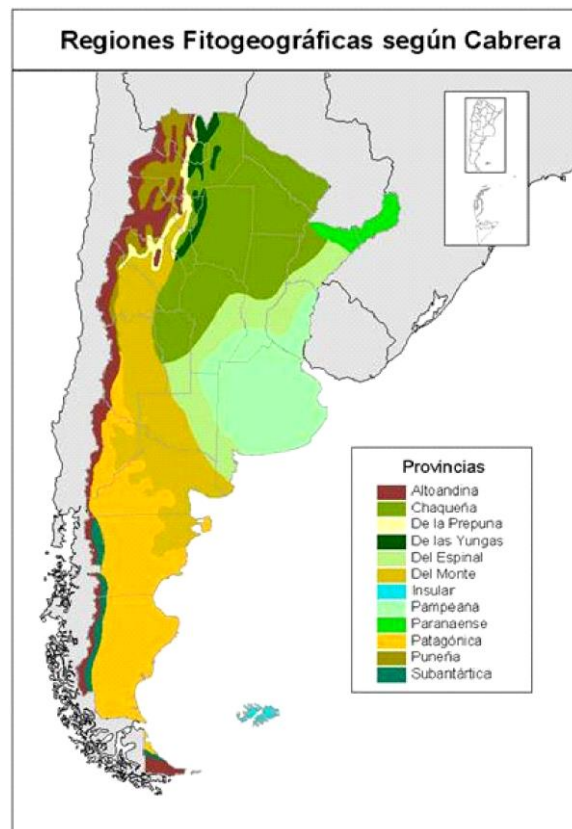 Regiones Fitogeográficas según Cabrera
Provincias
Altoandina
Chaqueña
De la Prepuna
De las Yungas
Del Espinal
Del Monte
Insular
Pampeana
Paranaense
Patagónica
Puneña
Subantártica